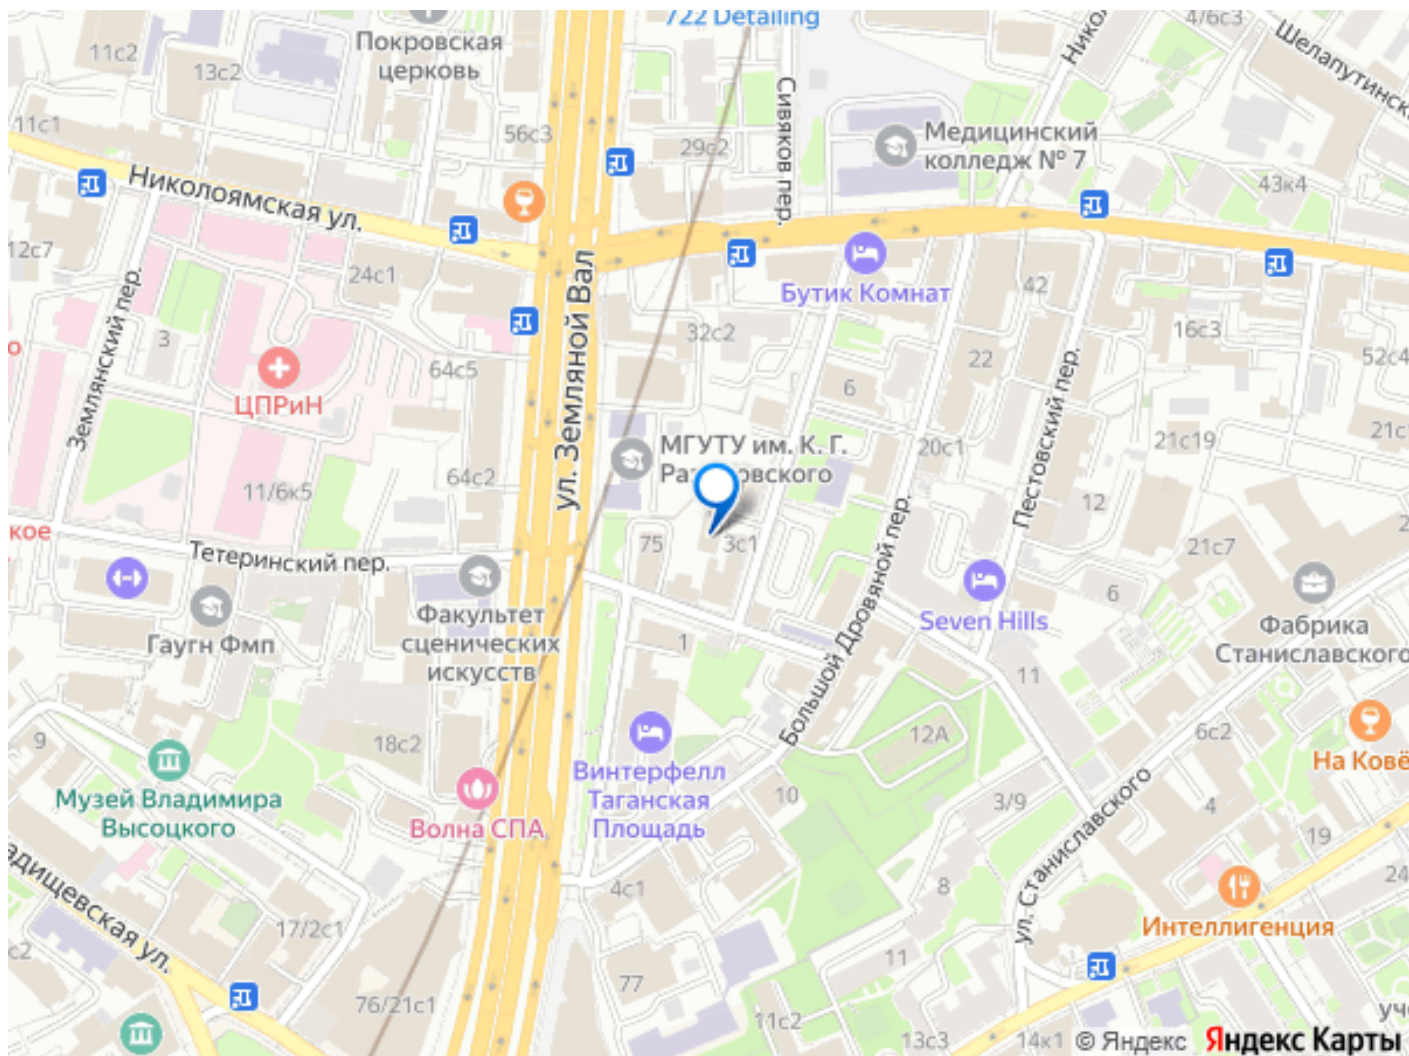 722 Detailing
4/6с3
Шелапутинск
Никол
11с2
13с2
Покровская
церковь
Сивяков пер.
11с1
56с3
29с2
Медицинский
колледж № 7
43к4
Николоямская ул.
12с7
24с1
Землянский пер.
3
ул. Земляной Вал
Бутик Комнат
42
16с3
52с4
32с2
22
6
64с5
ЦПРиН
о
Пестовский пер.
МГУТУ им. К. Г.
20с1
21с19
21с
64с2
11/6к5
12
кое
Тетеринский пер.
75
3с1
21с7
Большой Дровяной пер.
Факультет
сценических
искусств
Гаугн Фмп
Seven Hills
6
Фабрика
Станиславского
1
11
9
18с2
12А
6с2
На Ковё
Музей Владимира
Высоцкого
Волна СПА
Винтерфелл
Таганская
Площадь
10
3/9
4
19
ул. Станиславского
адищевская ул.
17/2с1
4с1
8
24
Интеллигенция
11
77
76/21с1
11с2
13с3
14к1
уч
© Яндекс
Яндекс Карты